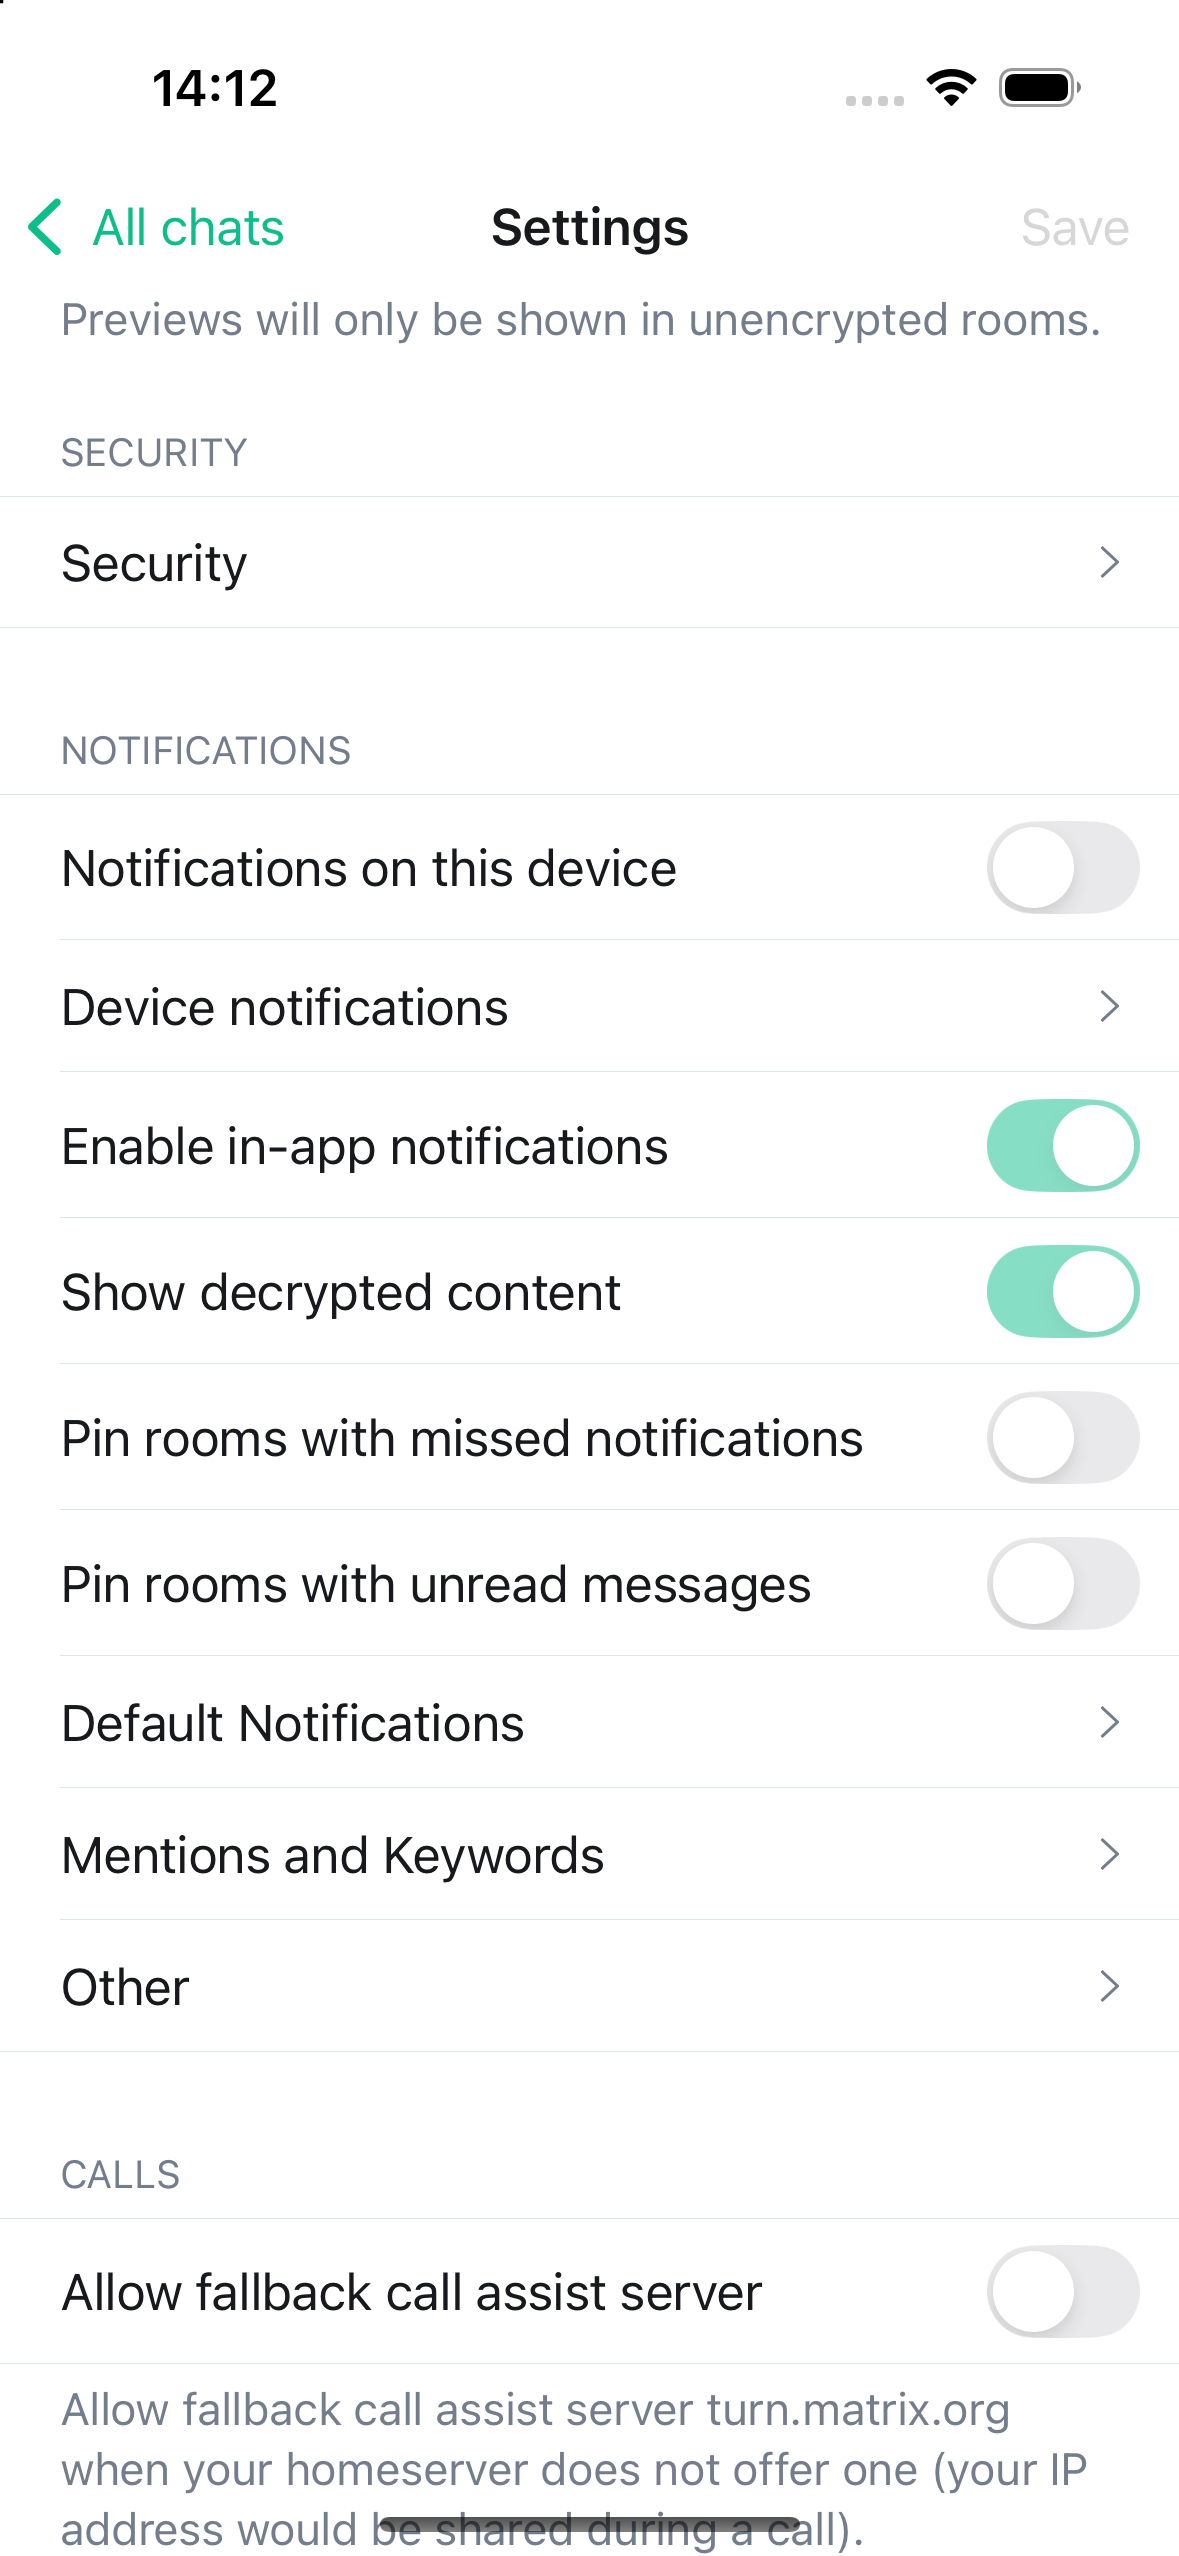 14:12
All chats
Settings
Save
Previews will only be shown in unencrypted rooms.
SECURITY
Security
NOTIFICATIONS
Notifications on this device
Device notifications
Enable in-app notifications
Show decrypted content
Pin rooms with missed notifications
Pin rooms with unread messages
Default Notifications
Mentions and Keywords
Other
CALLS
Allow fallback call assist server
Allow fallback call assist server turn.matrix.org
when your homeserver does not offer one (your IP
address would be shared during a call).